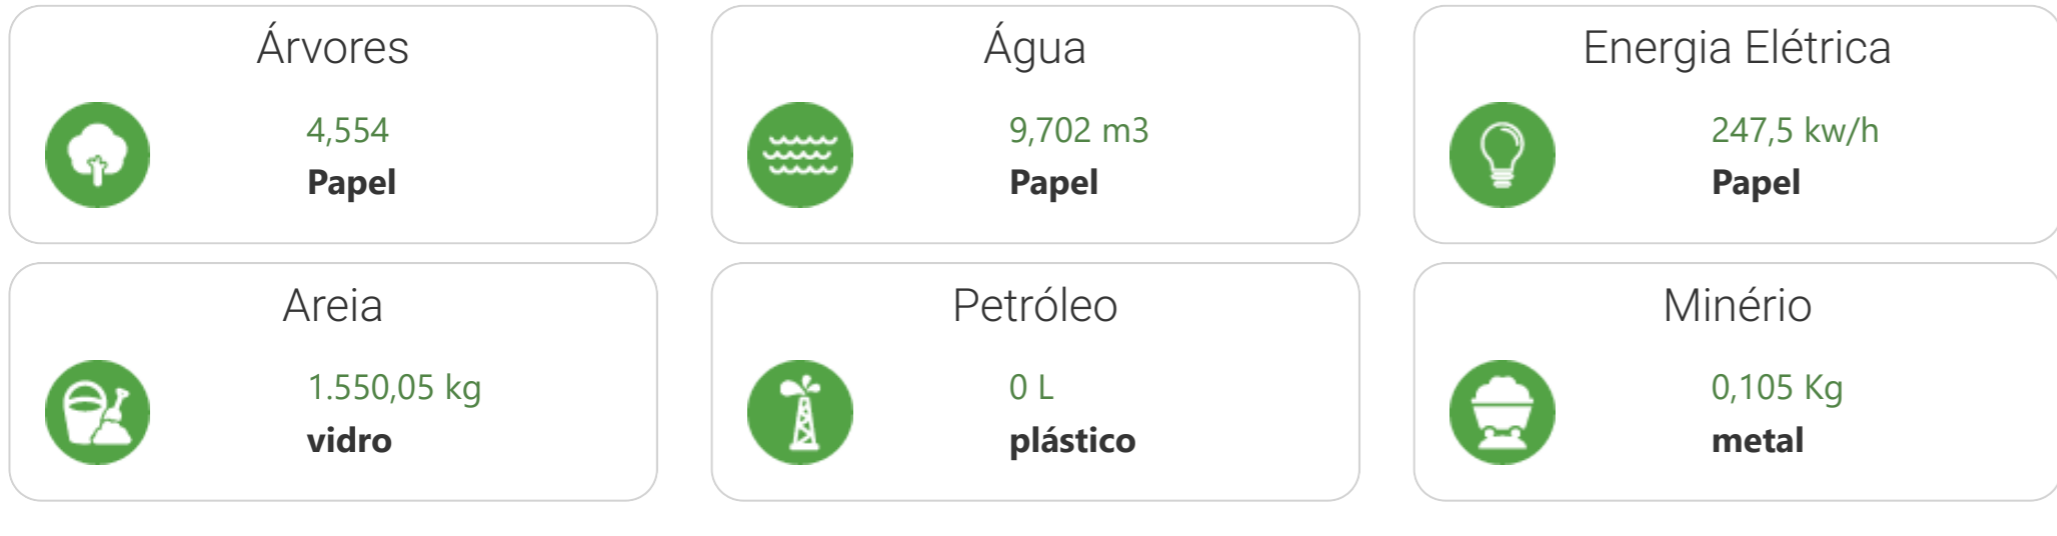 Árvores
4,554
Papel
Água
9,702 m3
Papel
Energia Elétrica
247,5 kw/h
Papel
Areia
1.550,05 kg
vidro
Petróleo
0 L
plástico
Minério
0,105 Kg
metal